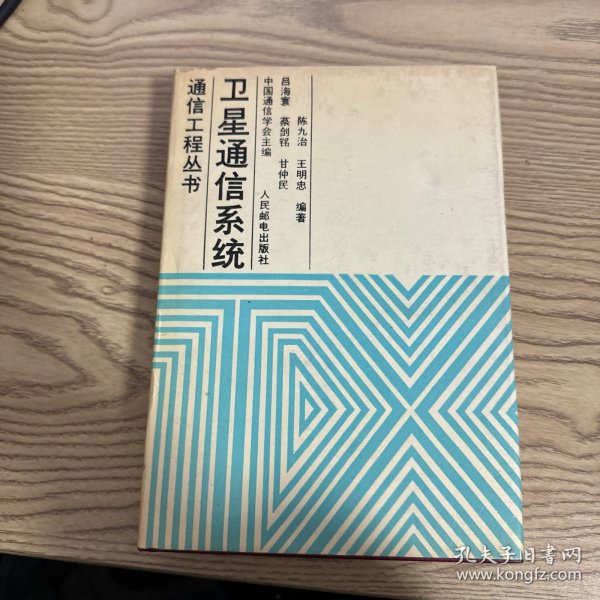 通信工程丛书
卫星通信系统
中国通信学会主编 人民邮电出版社
吕海寰 蔡剑铭 甘仲民
陈九治 王明忠 编著
孔夫子旧书网
www.kongfz.com